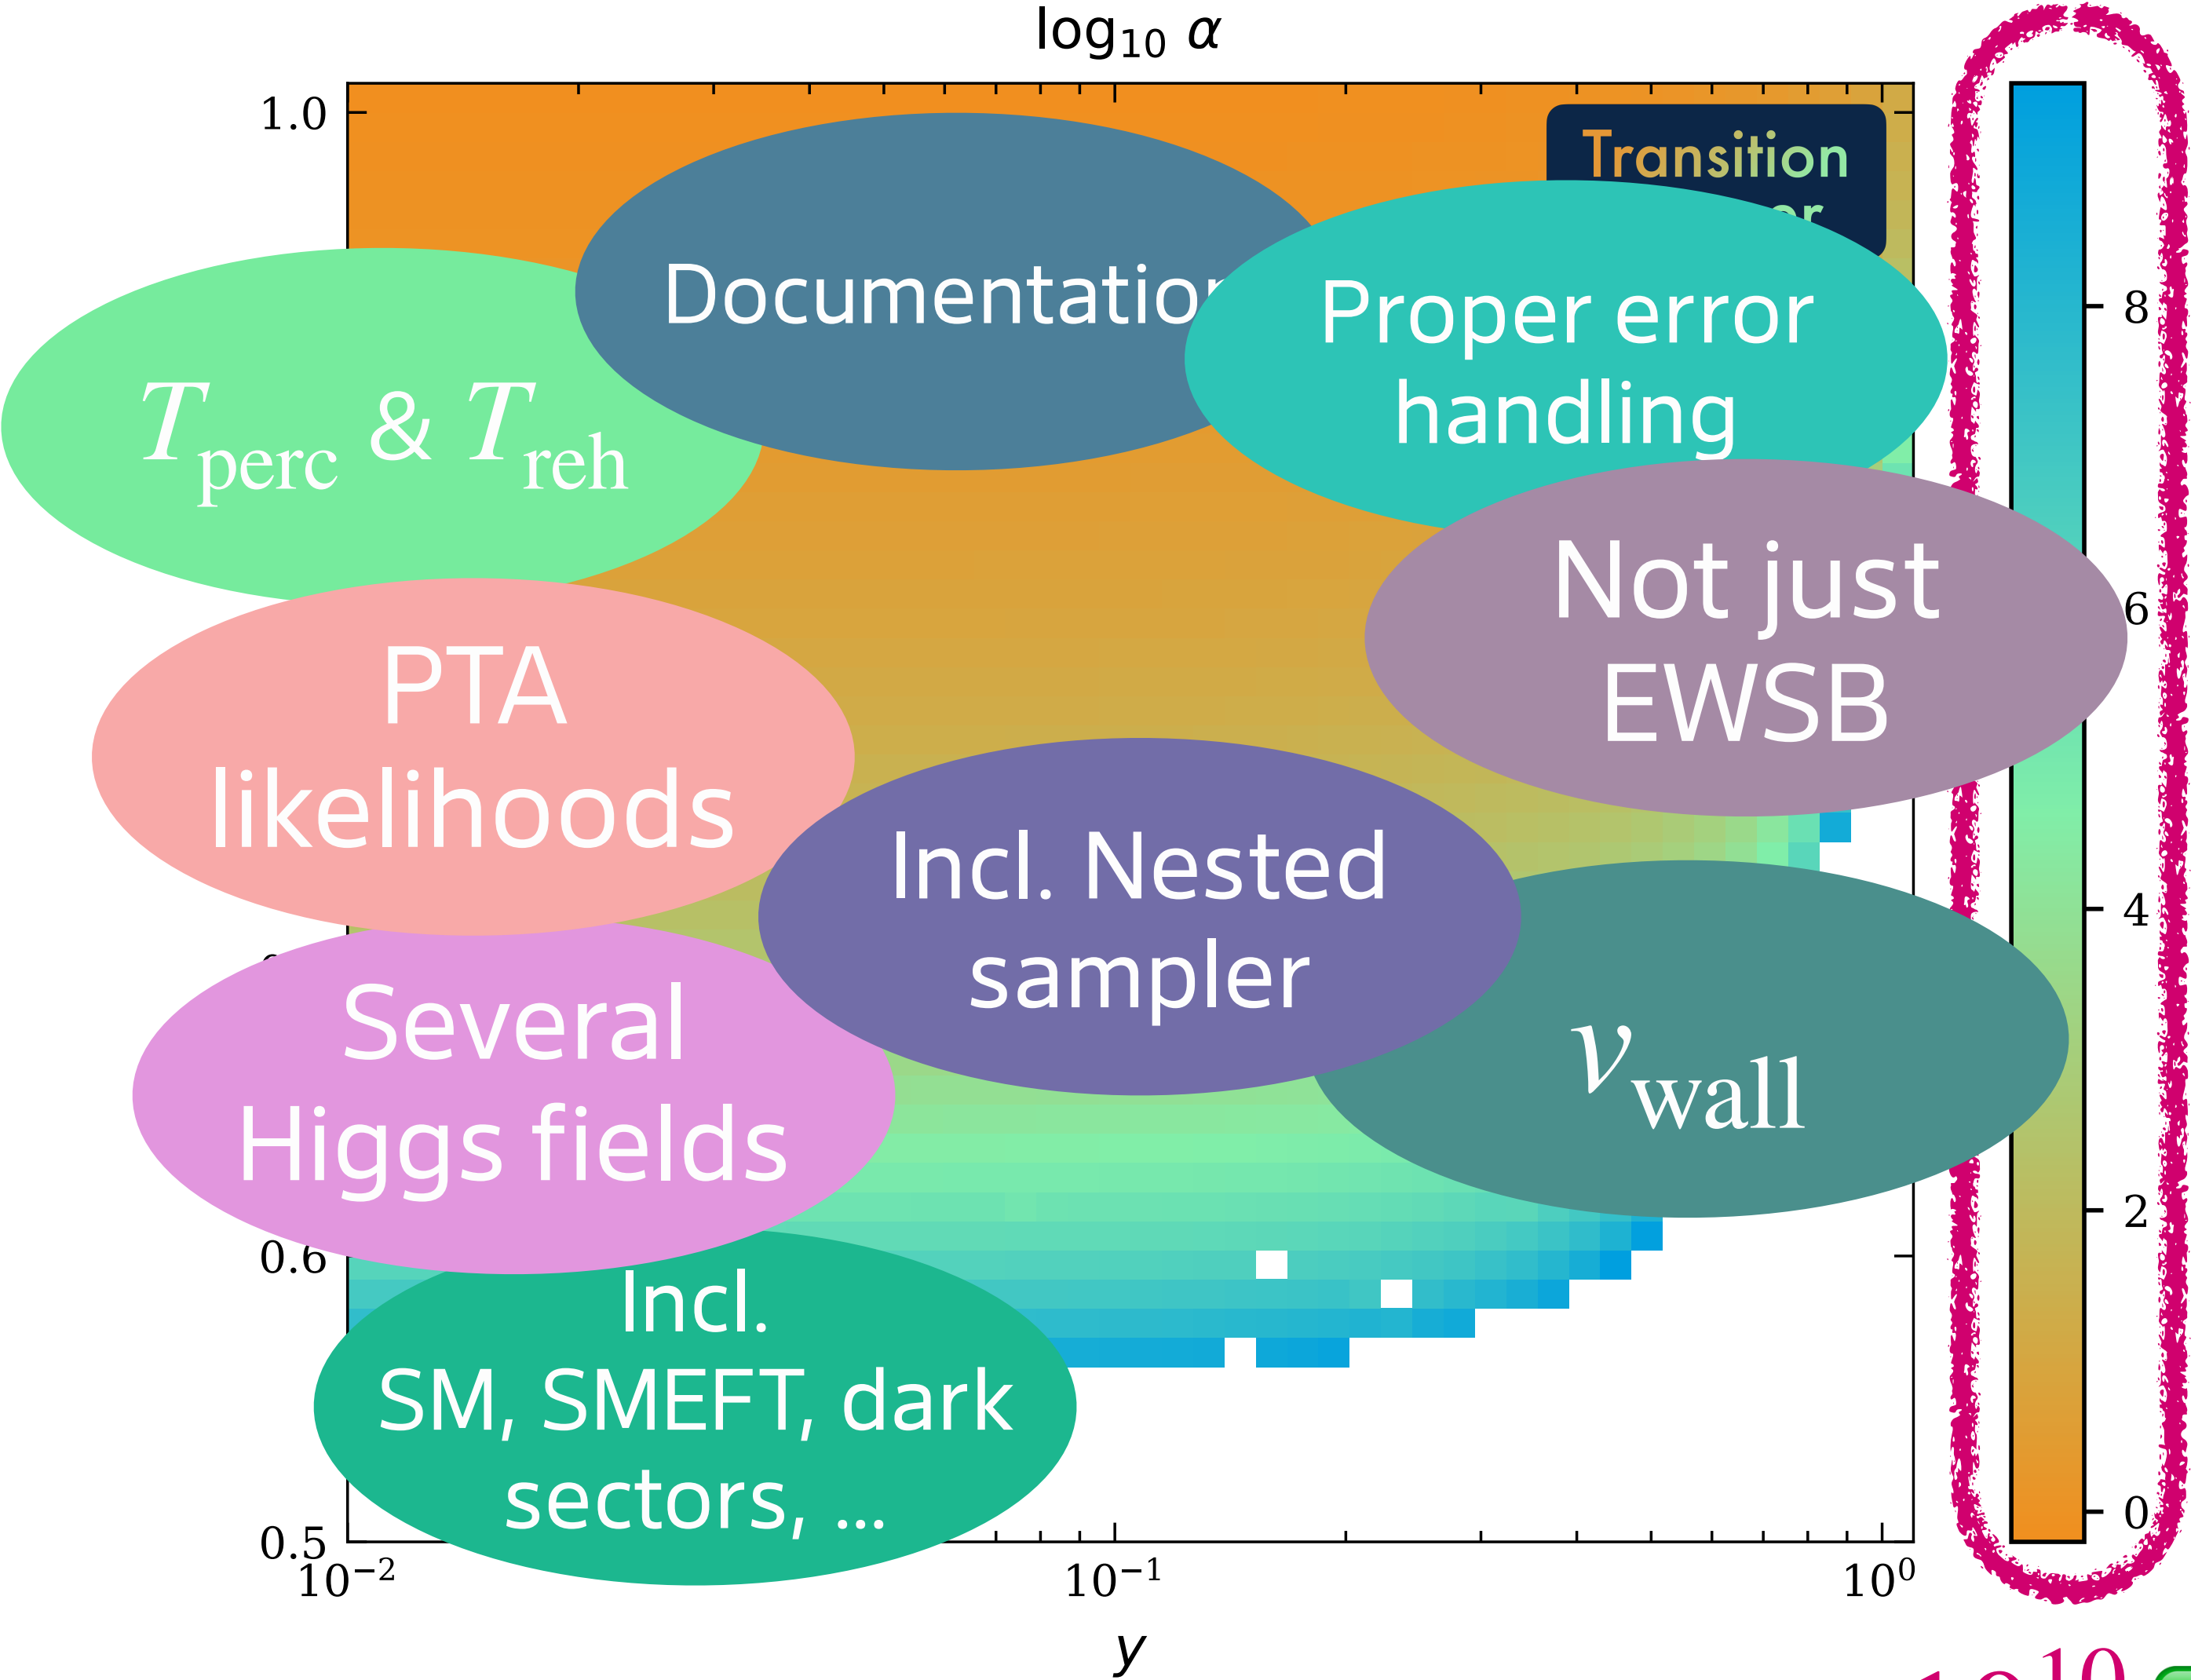 log₁₀ α
1.0
Transition
Documentation
Proper error
handling
8
T_perc & T_reh
Not just
EWSB
6
PTA
likelihoods
Incl. Nested
sampler
4
Several
Higgs fields
v_wall
2
0.6
Incl.
SM, SMEFT, dark
sectors, ...
0
0.5
10⁻²
10⁻¹
10⁰
y